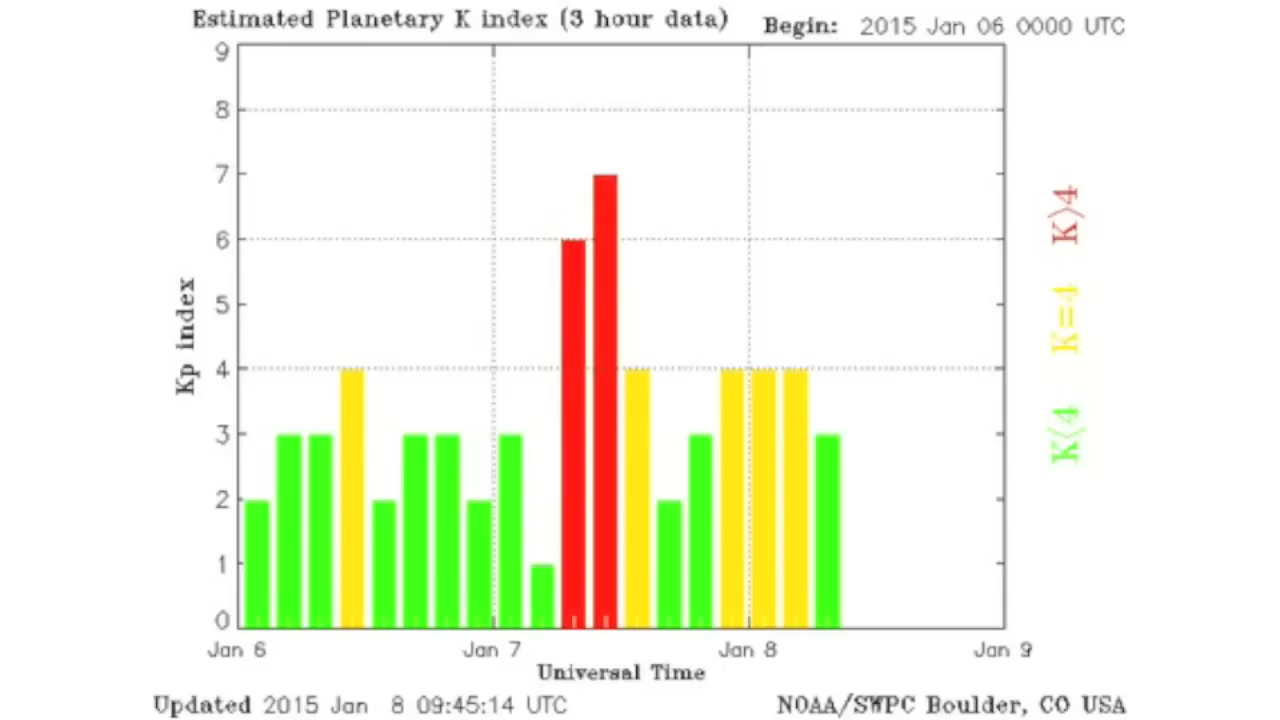 Estimated Planetary K index (3 hour data)
Begin: 2015 Jan 06 0000 UTC
9
8
7
6
5
4
3
2
1
0
Kp index
K>4
K=4
K<4
Jan 6
Jan 7
Jan 8
Jan 9
Universal Time
Updated 2015 Jan 8 09:45:14 UTC
NOAA/SWPC Boulder, CO USA